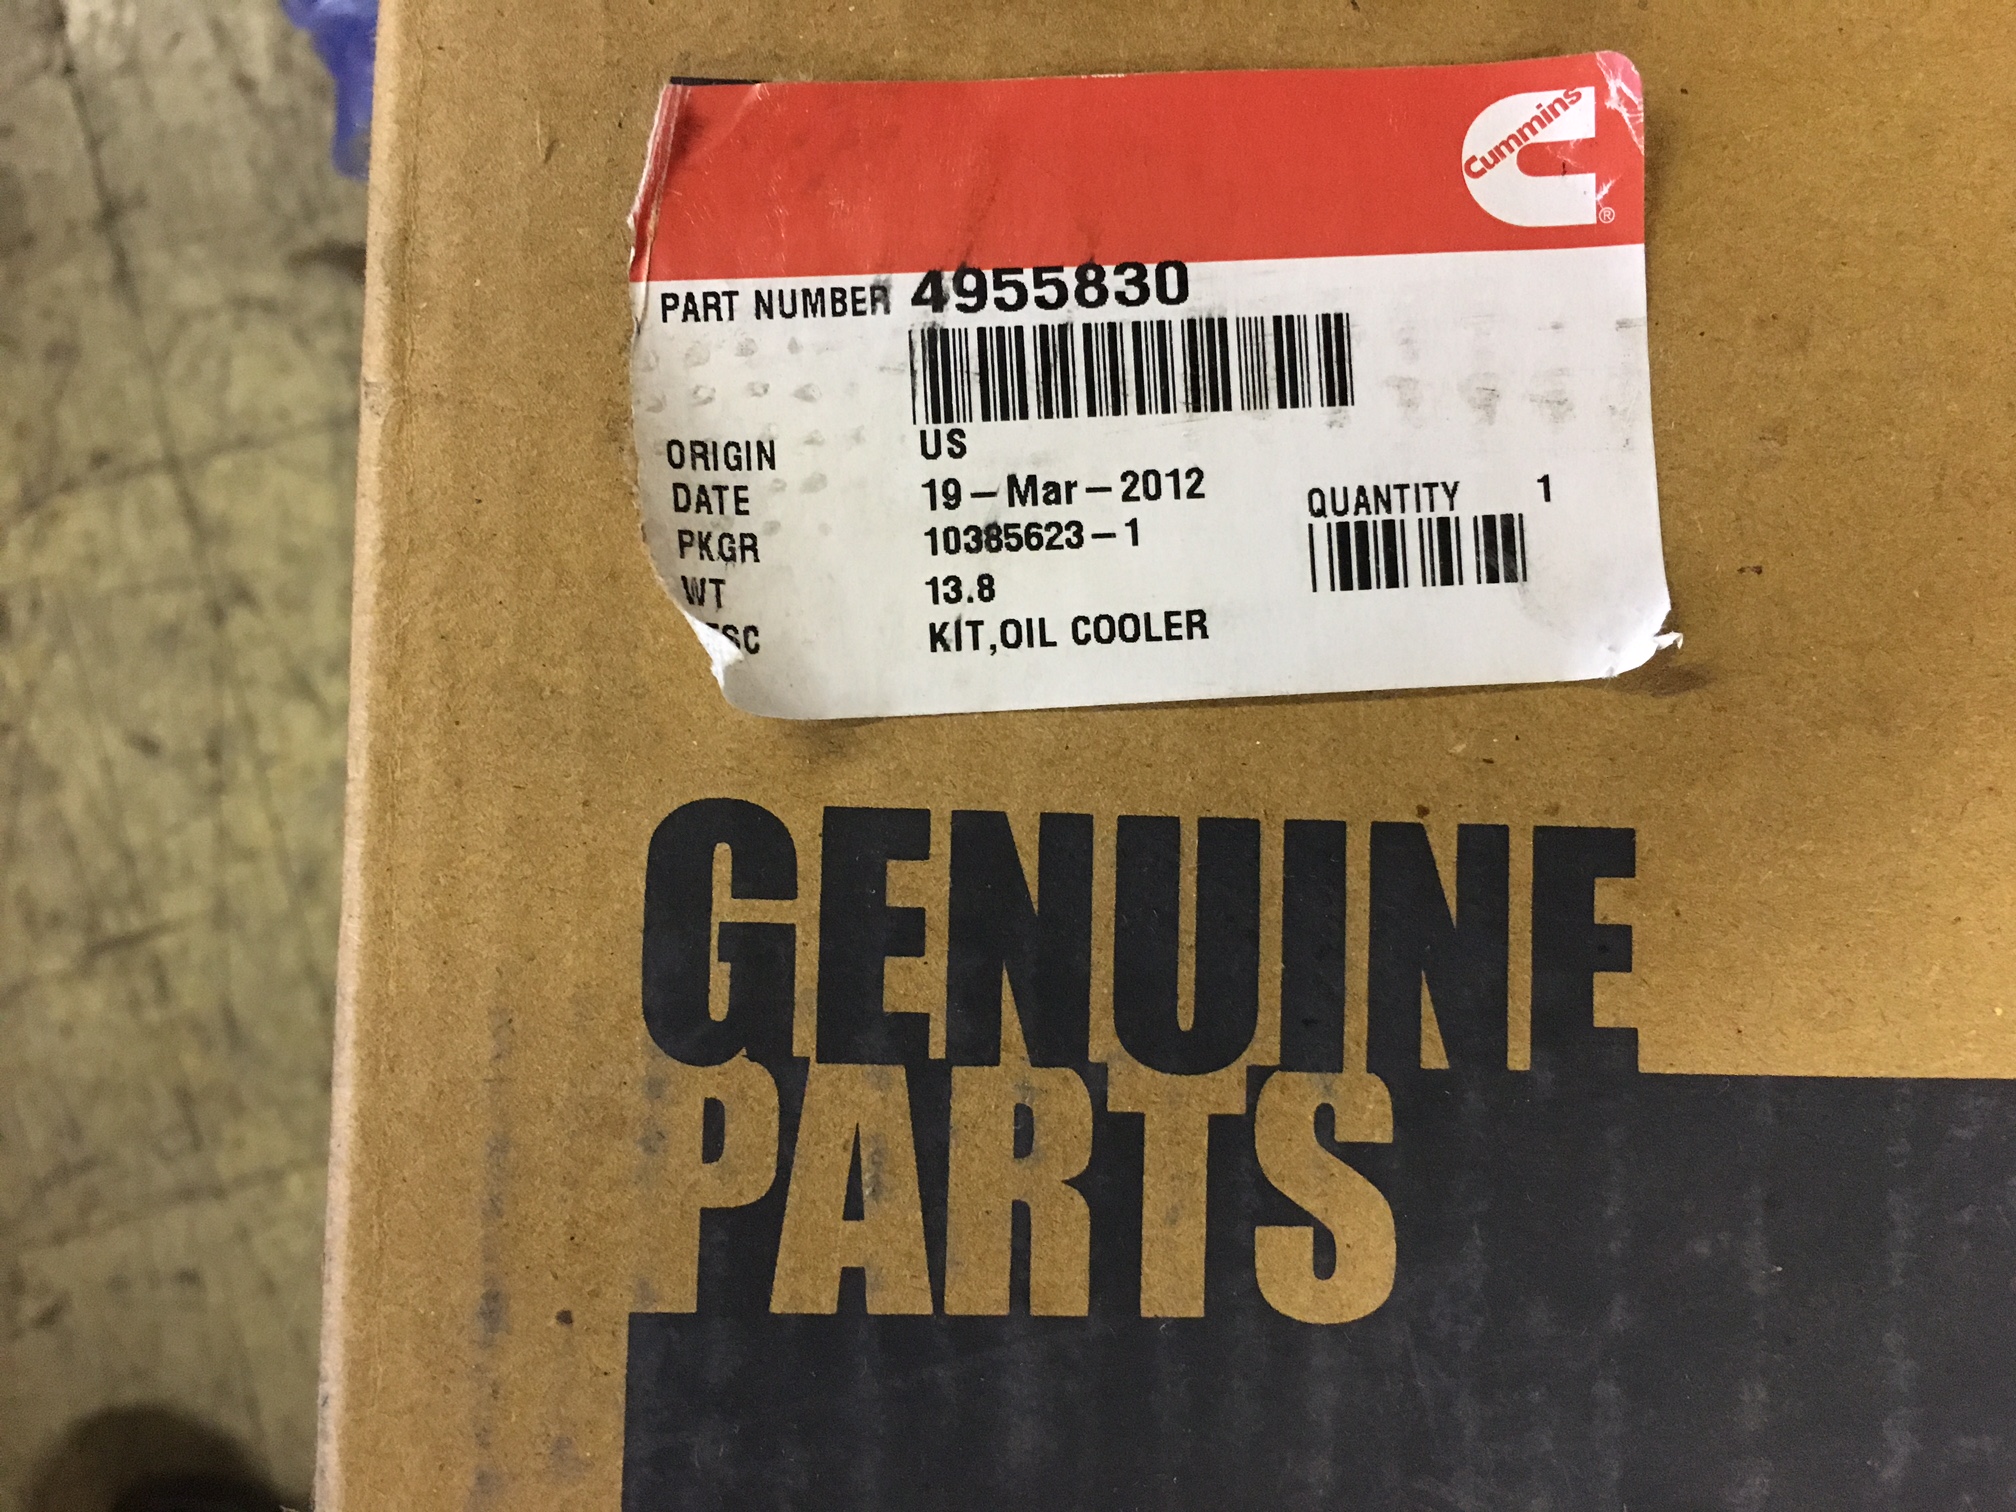 Cummins
®
PART NUMBER 4955830
ORIGIN US
DATE 19-Mar-2012
QUANTITY 1
PKGR 10385623-1
WT 13.8
KIT,OIL COOLER
GENUINE
PARTS